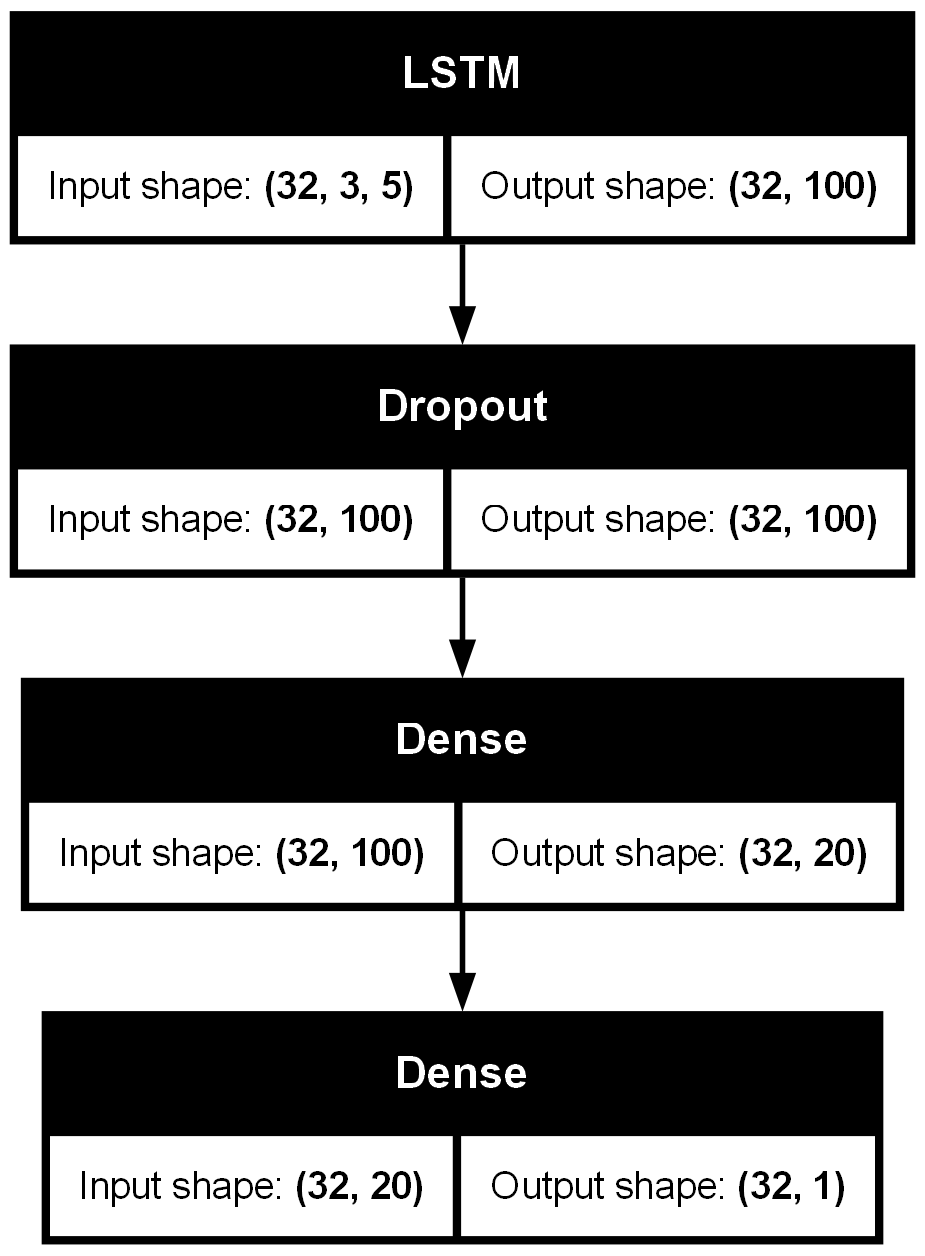 LSTM
Input shape: (32, 3, 5) Output shape: (32, 100)
Dropout
Input shape: (32, 100) Output shape: (32, 100)
Dense
Input shape: (32, 100) Output shape: (32, 20)
Dense
Input shape: (32, 20) Output shape: (32, 1)